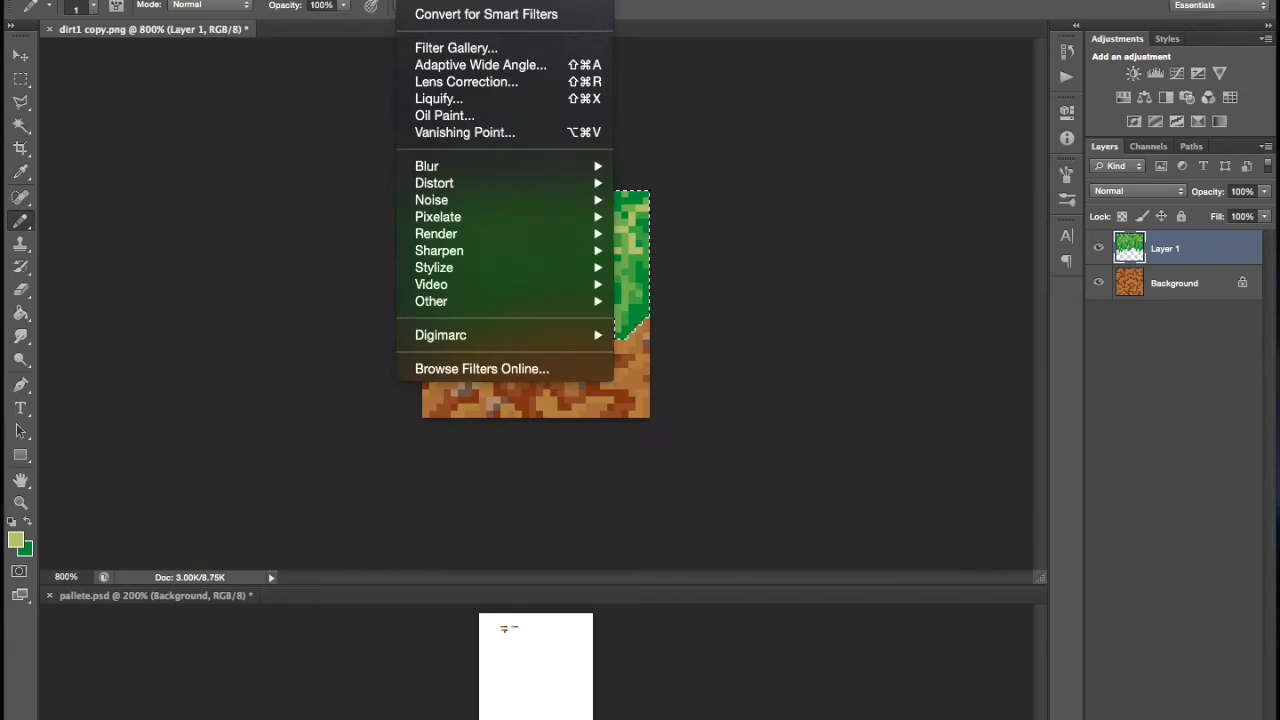 1
Mode: Normal
Opacity: 100%
Essentials
dirt1 copy.png @ 800% (Layer 1, RGB/8) *
Convert for Smart Filters
Filter Gallery...
Adaptive Wide Angle... ⇧⌘A
Lens Correction... ⇧⌘R
Liquify... ⇧⌘X
Oil Paint...
Vanishing Point... ⌥⌘V
Blur
Distort
Noise
Pixelate
Render
Sharpen
Stylize
Video
Other
Digimarc
Browse Filters Online...
Adjustments Styles
Add an adjustment
Layers Channels Paths
Kind
Normal Opacity: 100%
Lock: Fill: 100%
Layer 1
Background
800% Doc: 3.00K/8.75K
pallete.psd @ 200% (Background, RGB/8) *